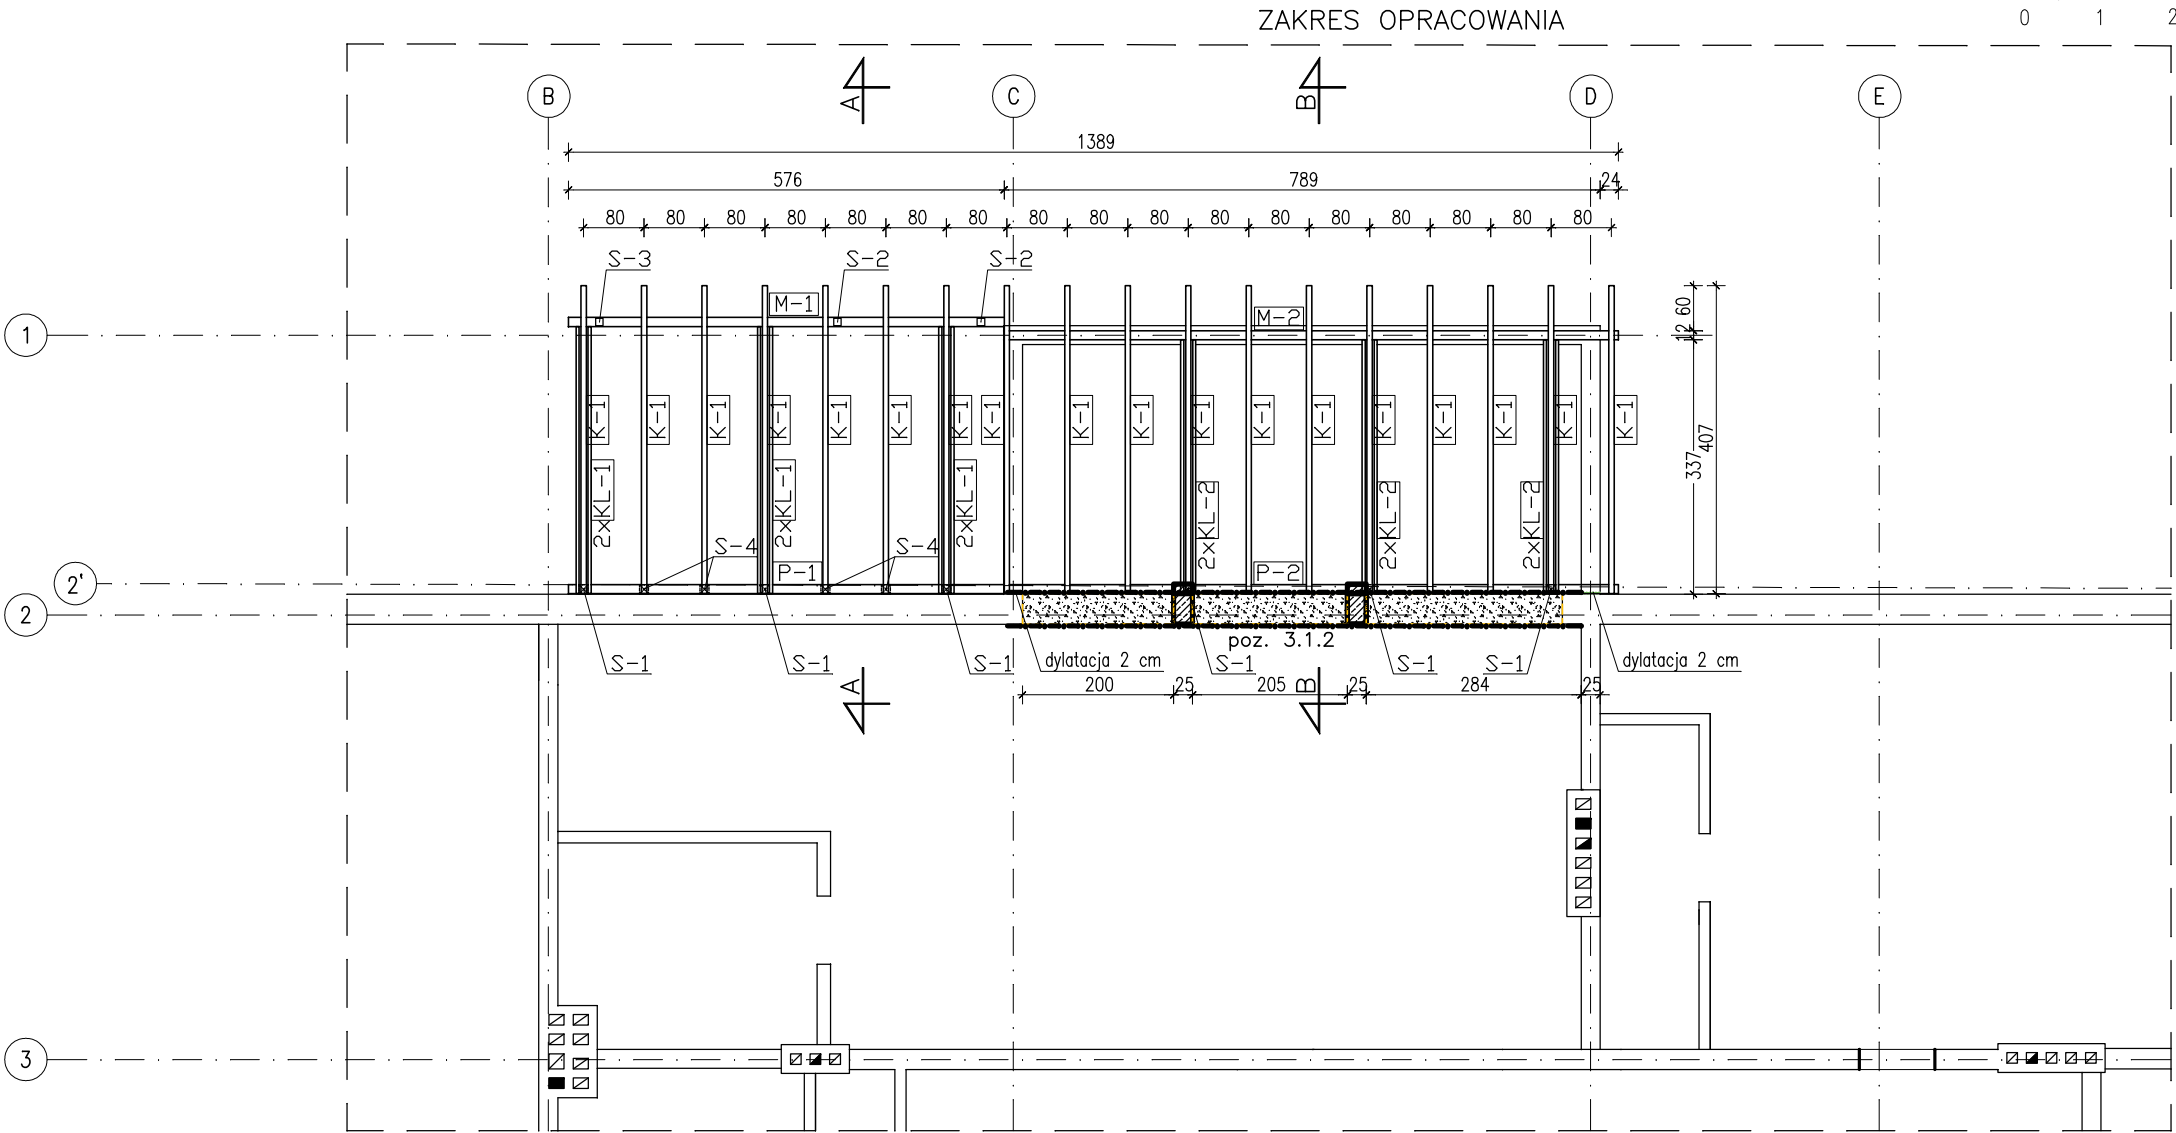 ZAKRES OPRACOWANIA
0 1 2
B C D E
A B
1389
576 789 24
80 80 80 80 80 80 80 80 80 80 80 80 80 80 80 80 80
S-3 S-2 S-2
M-1 M-2
12 60
1
K-1 K-1 K-1 K-1 K-1 K-1 K-1 K-1 K-1 K-1 K-1 K-1 K-1 K-1 K-1 K-1 K-1 K-1
337 407
2xKL-1 2xKL-1 2xKL-1 2xKL-2 2xKL-2 2xKL-2
S-4 S-4
P-1 P-2
2'
2
poz. 3.1.2
S-1 S-1 S-1 dylatacja 2 cm S-1 S-1 S-1 dylatacja 2 cm
200 25 205 25 284 25
A B
3